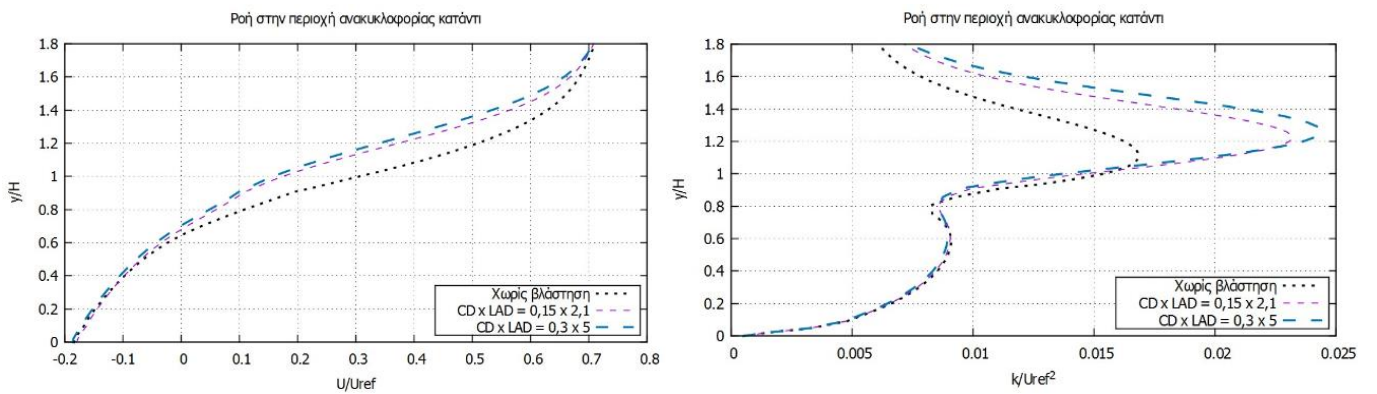 Ροή στην περιοχή ανακυκλοφορίας κατάντι
1.8
1.6
1.4
1.2
1
0.8
0.6
0.4
0.2
0
y/H
Χωρίς βλάστηση
CD x LAD = 0,15 x 2,1
CD x LAD = 0,3 x 5
-0.2 -0.1 0 0.1 0.2 0.3 0.4 0.5 0.6 0.7 0.8
U/Uref
Ροή στην περιοχή ανακυκλοφορίας κατάντι
1.8
1.6
1.4
1.2
1
0.8
0.6
0.4
0.2
0
y/H
Χωρίς βλάστηση
CD x LAD = 0,15 x 2,1
CD x LAD = 0,3 x 5
0 0.005 0.01 0.015 0.02 0.025
k/Uref²